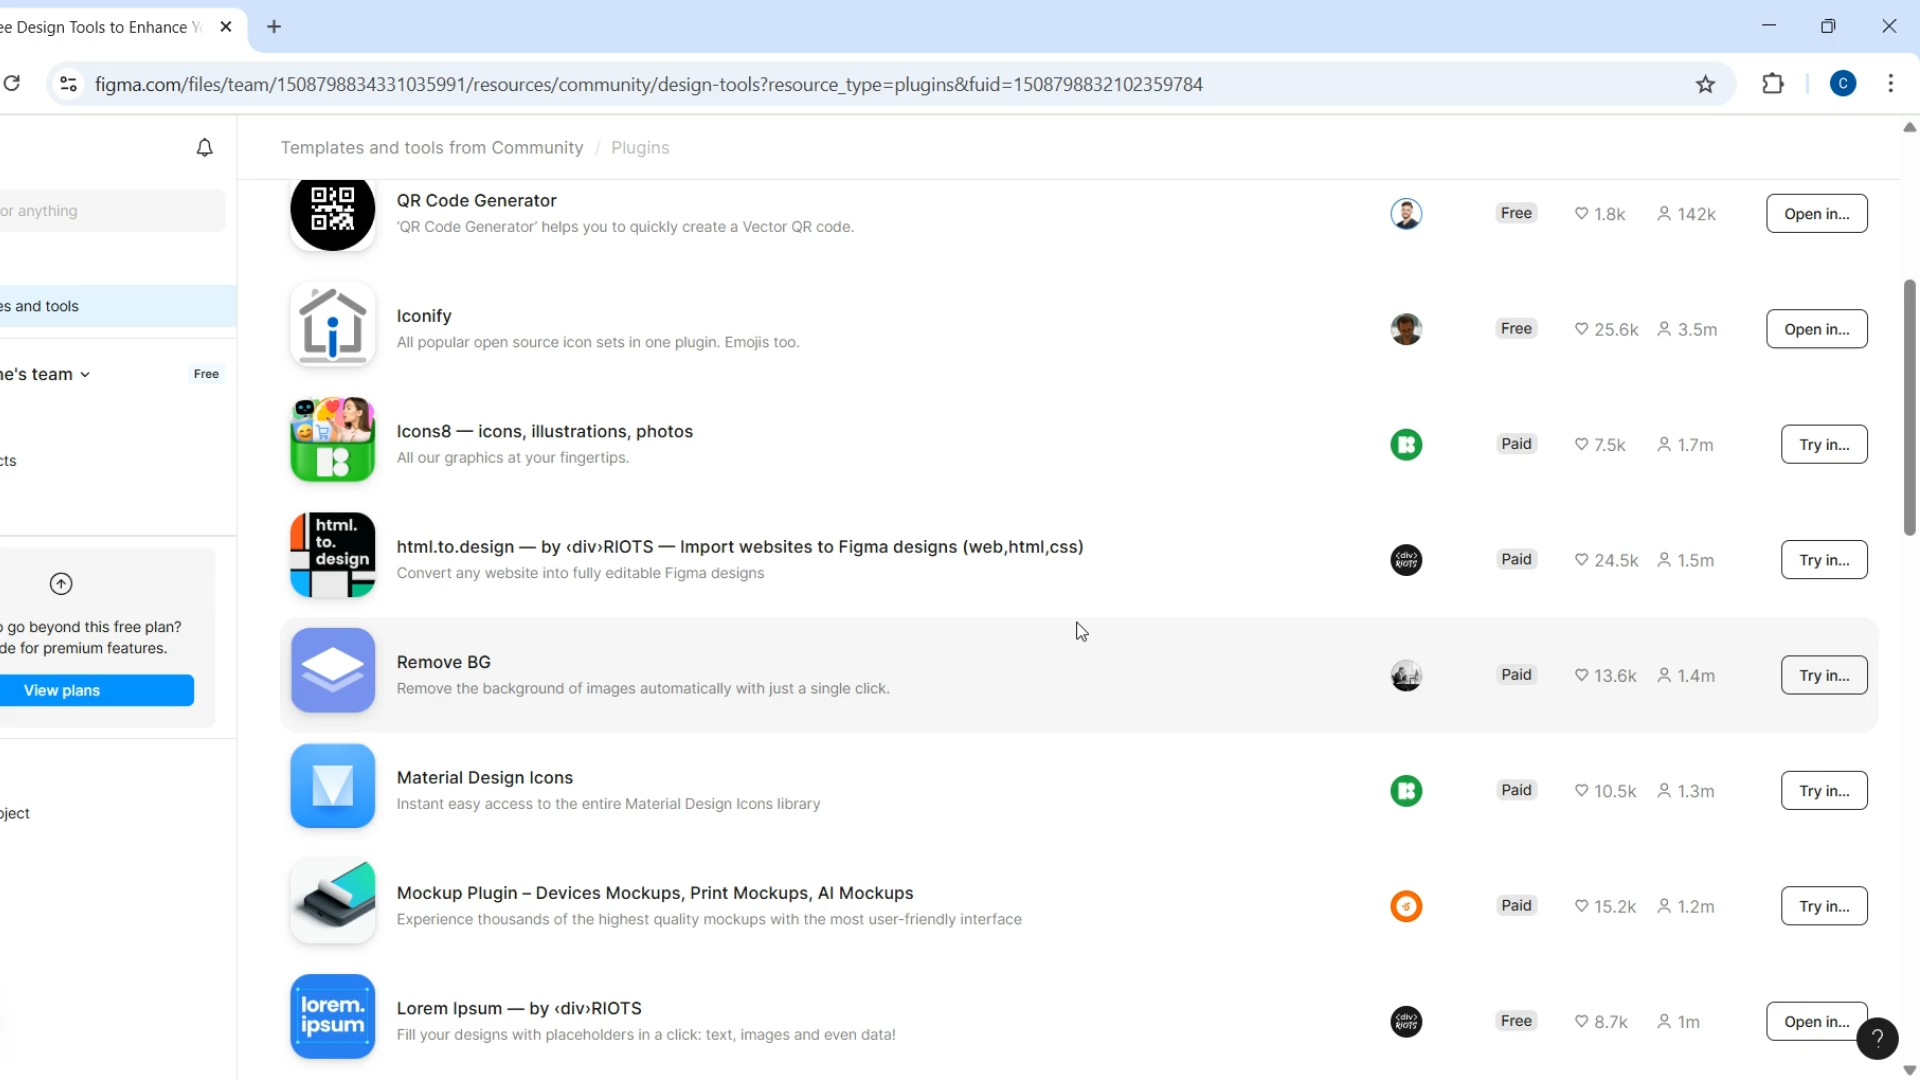 ee Design Tools to Enhance Y
figma.com/files/team/1508798834331035991/resources/community/design-tools?resource_type=plugins&fuid=1508798832102359784
C
Templates and tools from Community / Plugins
or anything
es and tools
ne's team
Free
cts
o go beyond this free plan?
de for premium features.
View plans
oject
QR Code Generator
'QR Code Generator' helps you to quickly create a Vector QR code.
Free 1.8k 142k Open in...
Iconify
All popular open source icon sets in one plugin. Emojis too.
Free 25.6k 3.5m Open in...
Icons8 — icons, illustrations, photos
All our graphics at your fingertips.
Paid 7.5k 1.7m Try in...
html.
to.
design
html.to.design — by ‹div›RIOTS — Import websites to Figma designs (web,html,css)
Convert any website into fully editable Figma designs
‹div›
RIOTS
Paid 24.5k 1.5m Try in...
Remove BG
Remove the background of images automatically with just a single click.
Paid 13.6k 1.4m Try in...
Material Design Icons
Instant easy access to the entire Material Design Icons library
Paid 10.5k 1.3m Try in...
Mockup Plugin – Devices Mockups, Print Mockups, AI Mockups
Experience thousands of the highest quality mockups with the most user-friendly interface
Paid 15.2k 1.2m Try in...
lorem.
ipsum
Lorem Ipsum — by ‹div›RIOTS
Fill your designs with placeholders in a click: text, images and even data!
‹div›
RIOTS
Free 8.7k 1m Open in...
?